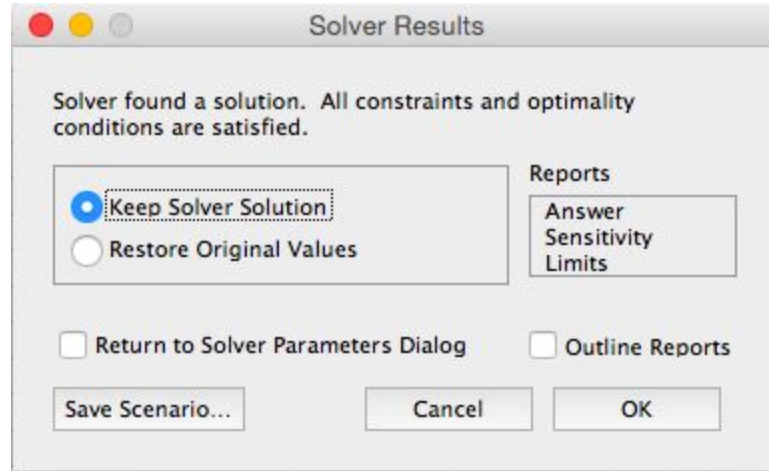 Solver Results
Solver found a solution.  All constraints and optimality
conditions are satisfied.
Keep Solver Solution
Restore Original Values
Reports
Answer
Sensitivity
Limits
Return to Solver Parameters Dialog
Outline Reports
Save Scenario...
Cancel
OK